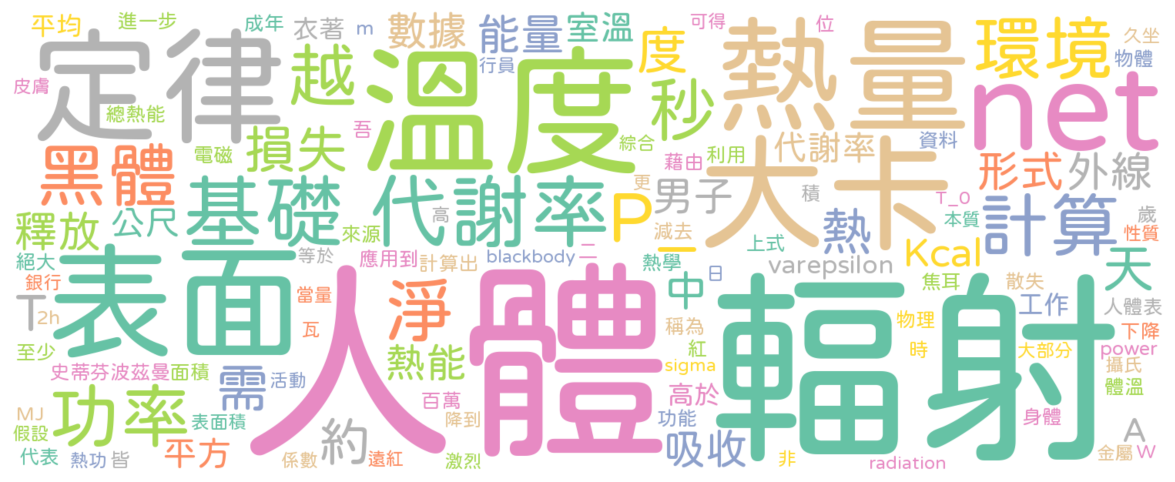 平均 進一步 成年 衣著 m 數據 能量 室溫 可得 位 久坐
定律 越 溫度 行員 度 熱量 環境 物體
皮膚 總熱能 秒 net
黑體 電磁 損失 吾 綜合 藉由 利用 代謝率 資料 形式 外線
釋放 公尺 基礎 代謝率 高 更 男子 大卡 積 T_0 歲
來源 P_ 減去 上式 熱 計算 本質 性質
絕大 等於 應用到 計算出 blackbody 二 熱學 varepsilon Kcal 天
銀行 表面 人體 輻射 中 日 焦耳 散失
T 2h 當量 淨 稱為 物理 工作 人體表
至少 瓦 紅 時 大部分 下降
史蒂芬波茲曼 面積 需 活動 熱能 sigma power 攝氏
MJ 功率 百萬 高於 體溫
假設 表面積 降到 功能 身體 A
代表 熱功 皆 平方 係數 約 遠紅 激烈 吸收 非 radiation 金屬 W